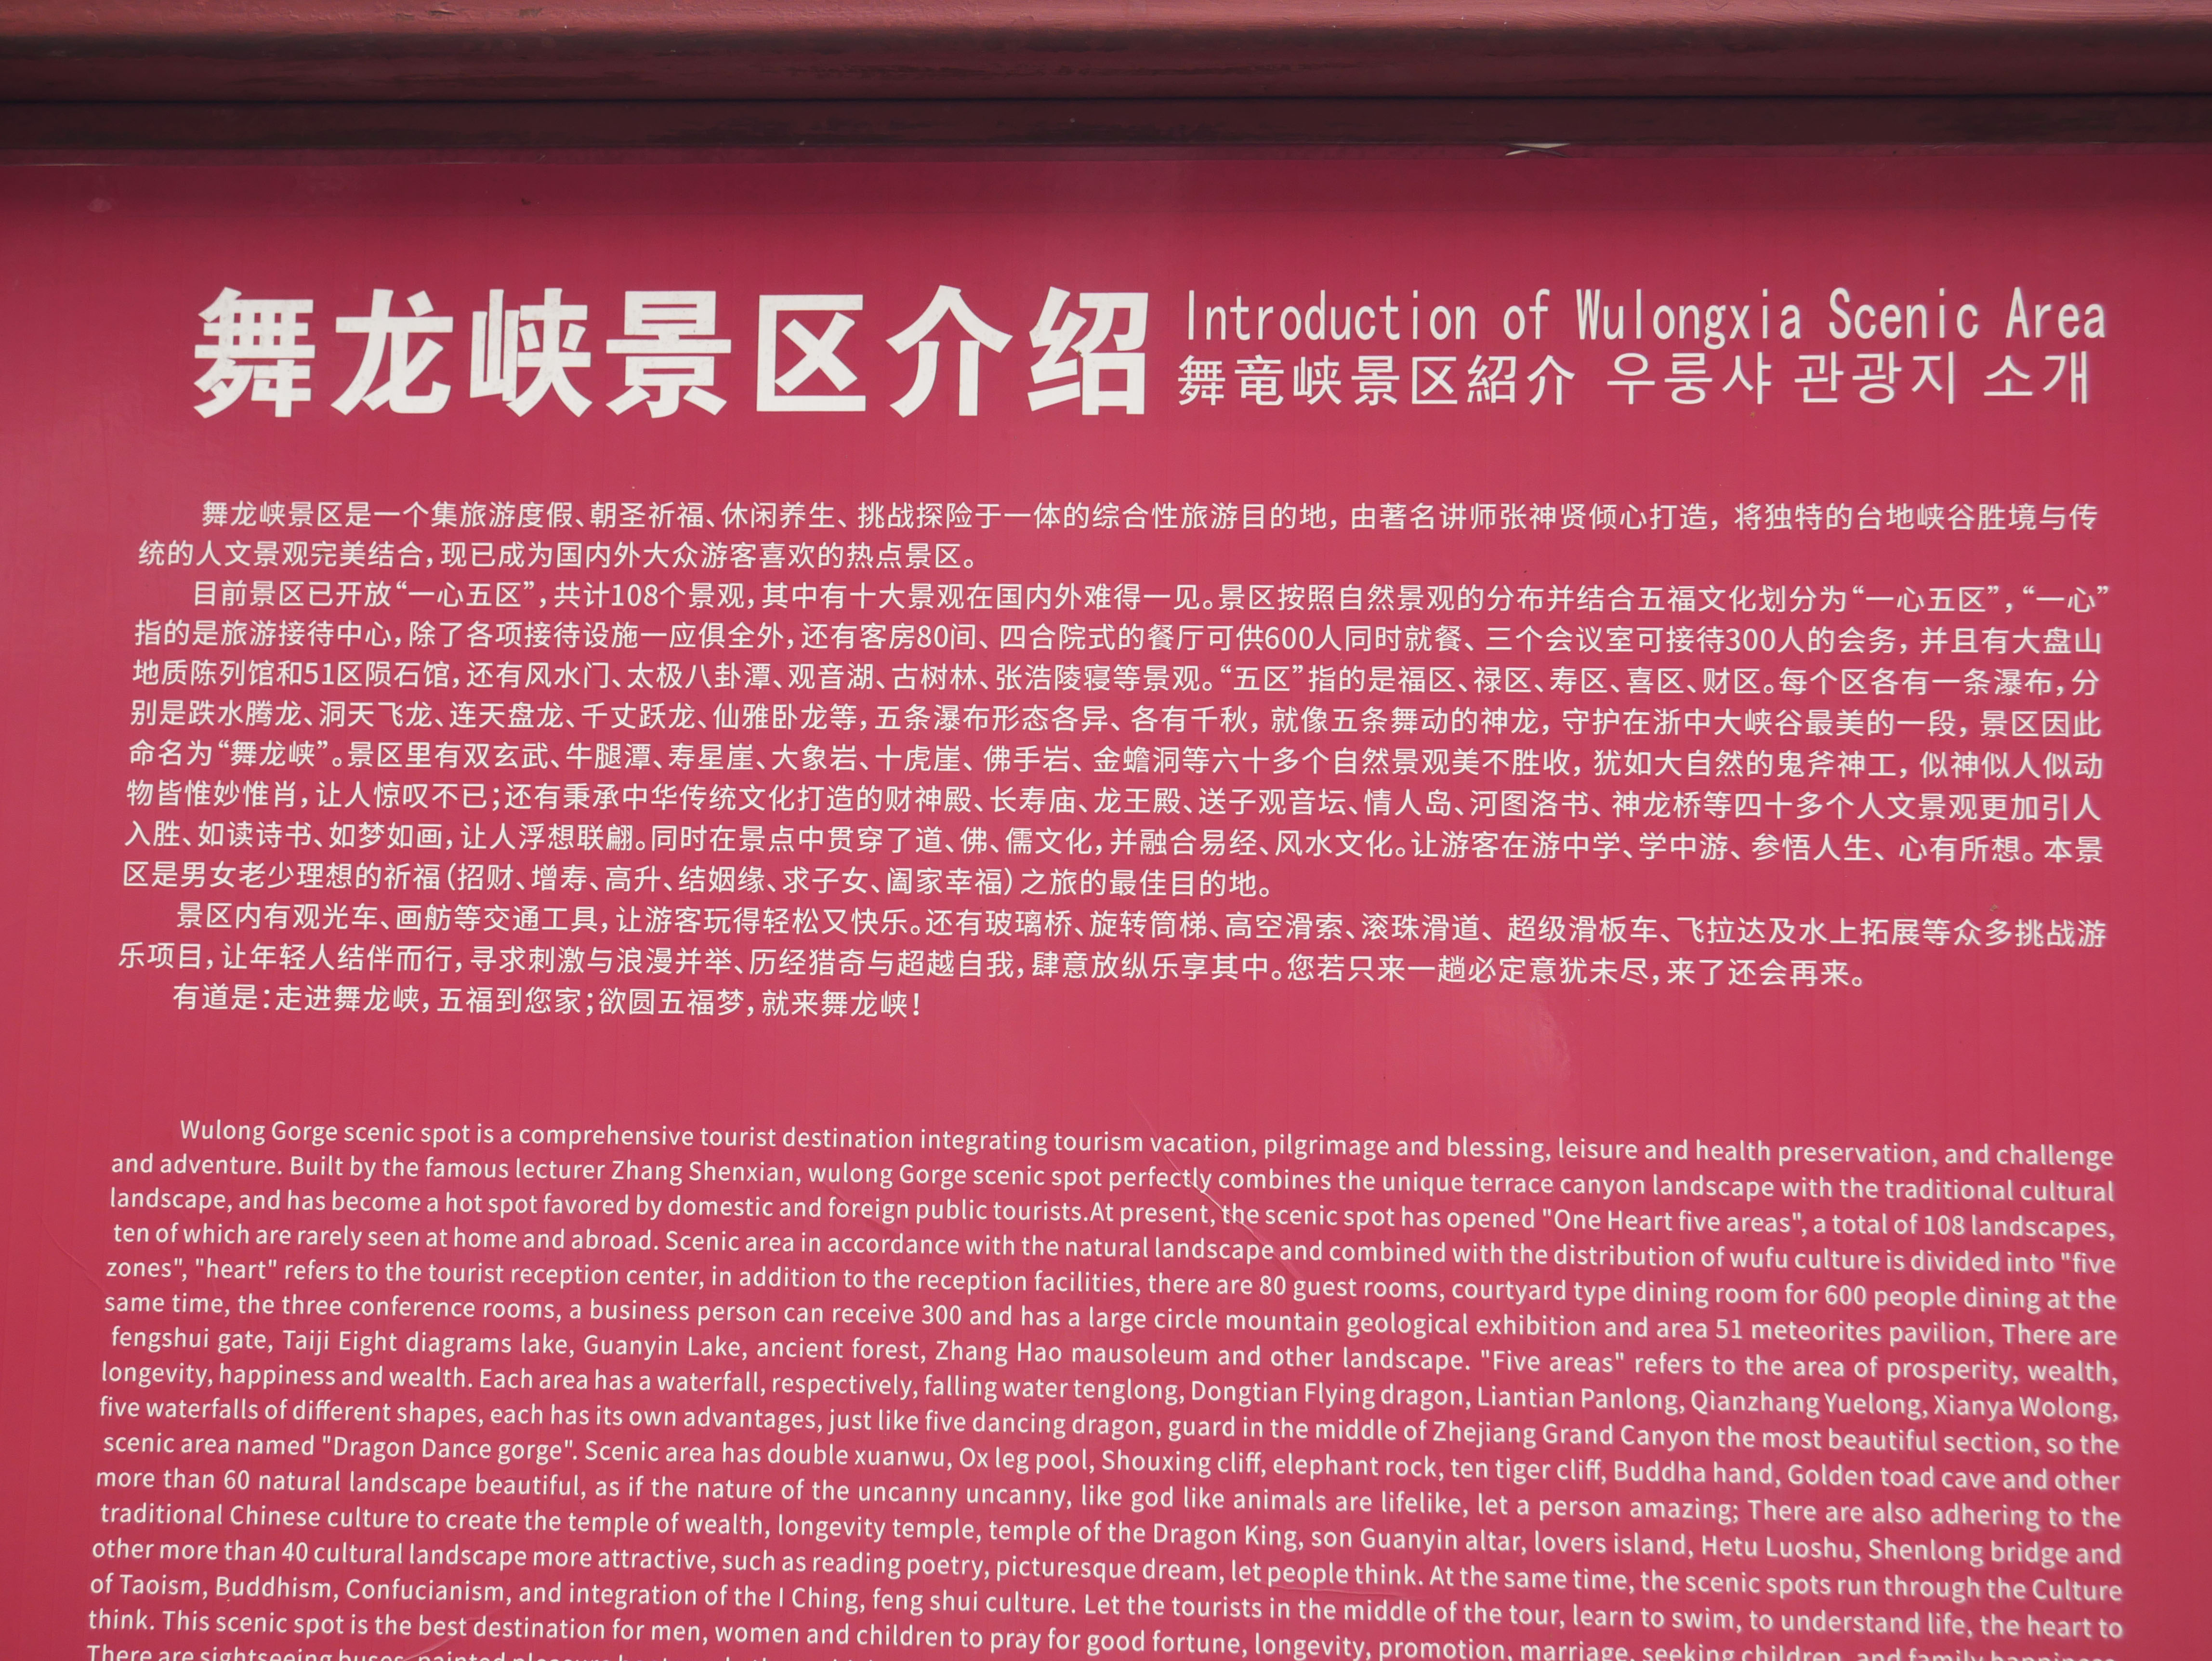 舞龙峡景区介绍
Introduction of Wulongxia Scenic Area
舞竜峡景区紹介 우룽샤 관광지 소개
舞龙峡景区是一个集旅游度假、朝圣祈福、休闲养生、挑战探险于一体的综合性旅游目的地，由著名讲师张神贤倾心打造，将独特的台地峡谷胜境与传
统的人文景观完美结合，现已成为国内外大众游客喜欢的热点景区。
目前景区已开放“一心五区”，共计108个景观，其中有十大景观在国内外难得一见。景区按照自然景观的分布并结合五福文化划分为“一心五区”，“一心”
指的是旅游接待中心，除了各项接待设施一应俱全外，还有客房80间、四合院式的餐厅可供600人同时就餐、三个会议室可接待300人的会务，并且有大盘山
地质陈列馆和51区陨石馆，还有风水门、太极八卦潭、观音湖、古树林、张浩陵寝等景观。“五区”指的是福区、禄区、寿区、喜区、财区。每个区各有一条瀑布，分
别是跌水腾龙、洞天飞龙、连天盘龙、千丈跃龙、仙雅卧龙等，五条瀑布形态各异、各有千秋，就像五条舞动的神龙，守护在浙中大峡谷最美的一段，景区因此
命名为“舞龙峡”。景区里有双玄武、牛腿潭、寿星崖、大象岩、十虎崖、佛手岩、金蟾洞等六十多个自然景观美不胜收，犹如大自然的鬼斧神工，似神似人似动
物皆惟妙惟肖，让人惊叹不已；还有秉承中华传统文化打造的财神殿、长寿庙、龙王殿、送子观音坛、情人岛、河图洛书、神龙桥等四十多个人文景观更加引人
入胜、如读诗书、如梦如画，让人浮想联翩。同时在景点中贯穿了道、佛、儒文化，并融合易经、风水文化。让游客在游中学、学中游、参悟人生、心有所想。本景
区是男女老少理想的祈福（招财、增寿、高升、结姻缘、求子女、阖家幸福）之旅的最佳目的地。
景区内有观光车、画舫等交通工具，让游客玩得轻松又快乐。还有玻璃桥、旋转筒梯、高空滑索、滚珠滑道、超级滑板车、飞拉达及水上拓展等众多挑战游
乐项目，让年轻人结伴而行，寻求刺激与浪漫并举、历经猎奇与超越自我，肆意放纵乐享其中。您若只来一趟必定意犹未尽，来了还会再来。
有道是：走进舞龙峡，五福到您家；欲圆五福梦，就来舞龙峡！
Wulong Gorge scenic spot is a comprehensive tourist destination integrating tourism vacation, pilgrimage and blessing, leisure and health preservation, and challenge
and adventure. Built by the famous lecturer Zhang Shenxian, wulong Gorge scenic spot perfectly combines the unique terrace canyon landscape with the traditional cultural
landscape, and has become a hot spot favored by domestic and foreign public tourists.At present, the scenic spot has opened "One Heart five areas", a total of 108 landscapes,
ten of which are rarely seen at home and abroad. Scenic area in accordance with the natural landscape and combined with the distribution of wufu culture is divided into "five
zones", "heart" refers to the tourist reception center, in addition to the reception facilities, there are 80 guest rooms, courtyard type dining room for 600 people dining at the
same time, the three conference rooms, a business person can receive 300 and has a large circle mountain geological exhibition and area 51 meteorites pavilion, There are
fengshui gate, Taiji Eight diagrams lake, Guanyin Lake, ancient forest, Zhang Hao mausoleum and other landscape. "Five areas" refers to the area of prosperity, wealth,
longevity, happiness and wealth. Each area has a waterfall, respectively, falling water tenglong, Dongtian Flying dragon, Liantian Panlong, Qianzhang Yuelong, Xianya Wolong,
five waterfalls of different shapes, each has its own advantages, just like five dancing dragon, guard in the middle of Zhejiang Grand Canyon the most beautiful section, so the
scenic area named "Dragon Dance gorge". Scenic area has double xuanwu, Ox leg pool, Shouxing cliff, elephant rock, ten tiger cliff, Buddha hand, Golden toad cave and other
more than 60 natural landscape beautiful, as if the nature of the uncanny uncanny, like god like animals are lifelike, let a person amazing; There are also adhering to the
traditional Chinese culture to create the temple of wealth, longevity temple, temple of the Dragon King, son Guanyin altar, lovers island, Hetu Luoshu, Shenlong bridge and
other more than 40 cultural landscape more attractive, such as reading poetry, picturesque dream, let people think. At the same time, the scenic spots run through the Culture
of Taoism, Buddhism, Confucianism, and integration of the I Ching, feng shui culture. Let the tourists in the middle of the tour, learn to swim, to understand life, the heart to
think. This scenic spot is the best destination for men, women and children to pray for good fortune, longevity, promotion, marriage, seeking children, and family happiness.
There are sightseeing buses, painted